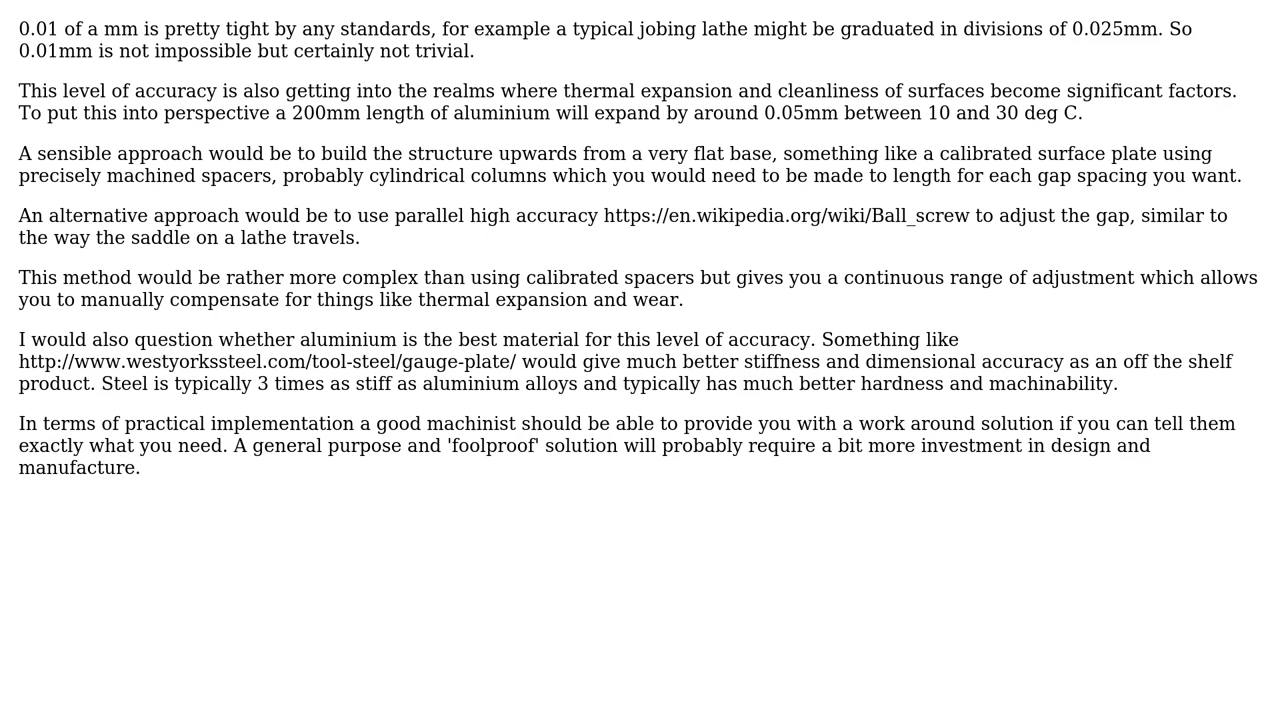 0.01 of a mm is pretty tight by any standards, for example a typical jobing lathe might be graduated in divisions of 0.025mm. So
0.01mm is not impossible but certainly not trivial.
This level of accuracy is also getting into the realms where thermal expansion and cleanliness of surfaces become significant factors.
To put this into perspective a 200mm length of aluminium will expand by around 0.05mm between 10 and 30 deg C.
A sensible approach would be to build the structure upwards from a very flat base, something like a calibrated surface plate using
precisely machined spacers, probably cylindrical columns which you would need to be made to length for each gap spacing you want.
An alternative approach would be to use parallel high accuracy https://en.wikipedia.org/wiki/Ball_screw to adjust the gap, similar to
the way the saddle on a lathe travels.
This method would be rather more complex than using calibrated spacers but gives you a continuous range of adjustment which allows
you to manually compensate for things like thermal expansion and wear.
I would also question whether aluminium is the best material for this level of accuracy. Something like
http://www.westyorkssteel.com/tool-steel/gauge-plate/ would give much better stiffness and dimensional accuracy as an off the shelf
product. Steel is typically 3 times as stiff as aluminium alloys and typically has much better hardness and machinability.
In terms of practical implementation a good machinist should be able to provide you with a work around solution if you can tell them
exactly what you need. A general purpose and 'foolproof' solution will probably require a bit more investment in design and
manufacture.